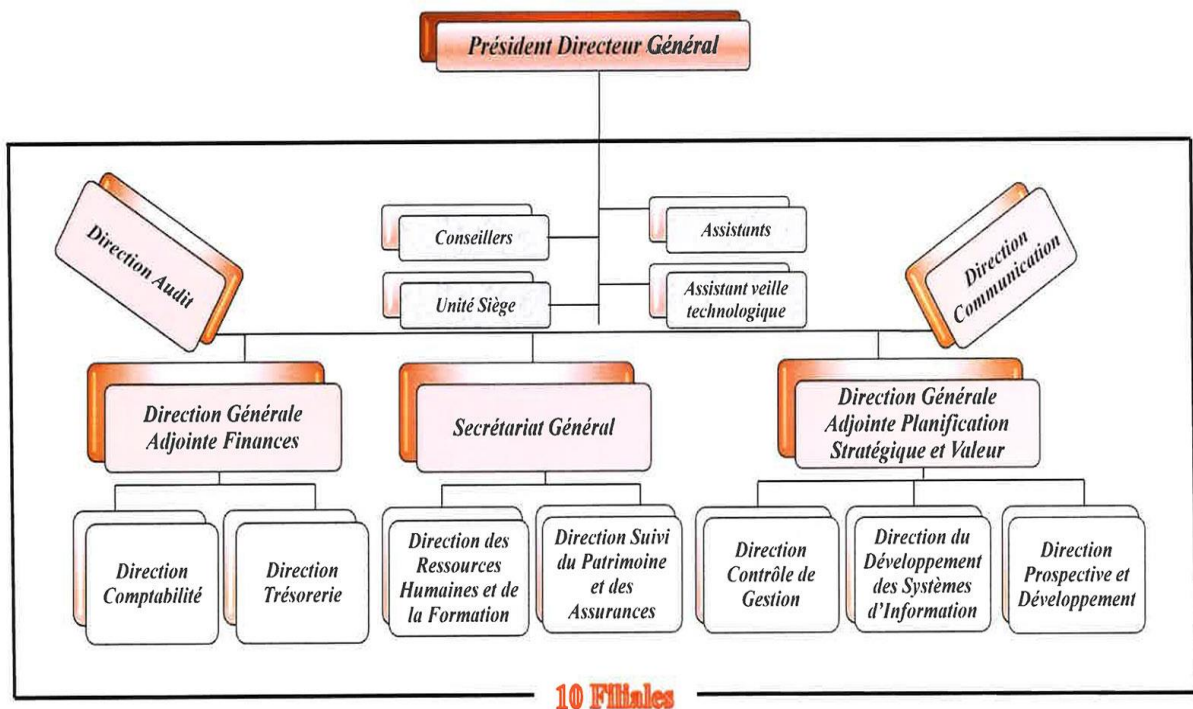 Président Directeur Général
Direction Audit
Conseillers
Assistants
Unité Siège
Assistant veille
technologique
Direction
Communication
Direction Générale
Adjointe Finances
Secrétariat Général
Direction Générale
Adjointe Planification
Stratégique et Valeur
Direction
Comptabilité
Direction
Trésorerie
Direction des
Ressources
Humaines et de
la Formation
Direction Suivi
du Patrimoine
et des
Assurances
Direction
Contrôle de
Gestion
Direction du
Développement
des Systèmes
d'Information
Direction
Prospective et
Développement
10 Filiales